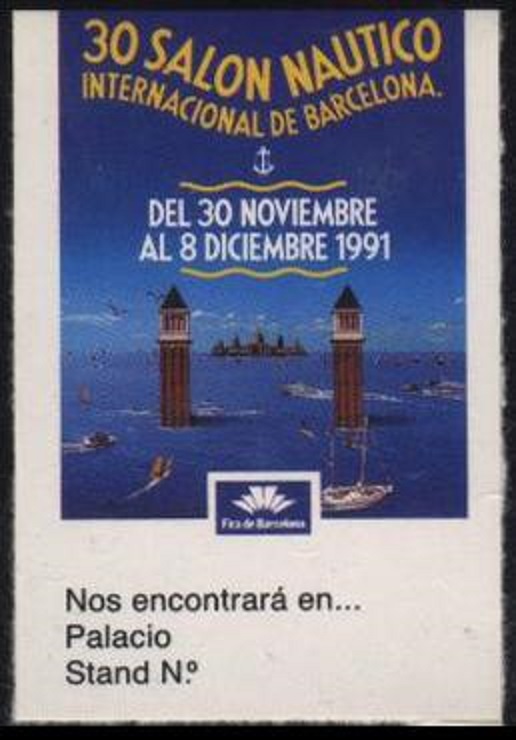 30 SALON NAUTICO
INTERNACIONAL DE BARCELONA.
DEL 30 NOVIEMBRE
AL 8 DICIEMBRE 1991
Fira de Barcelona
Nos encontrará en...
Palacio
Stand N.º